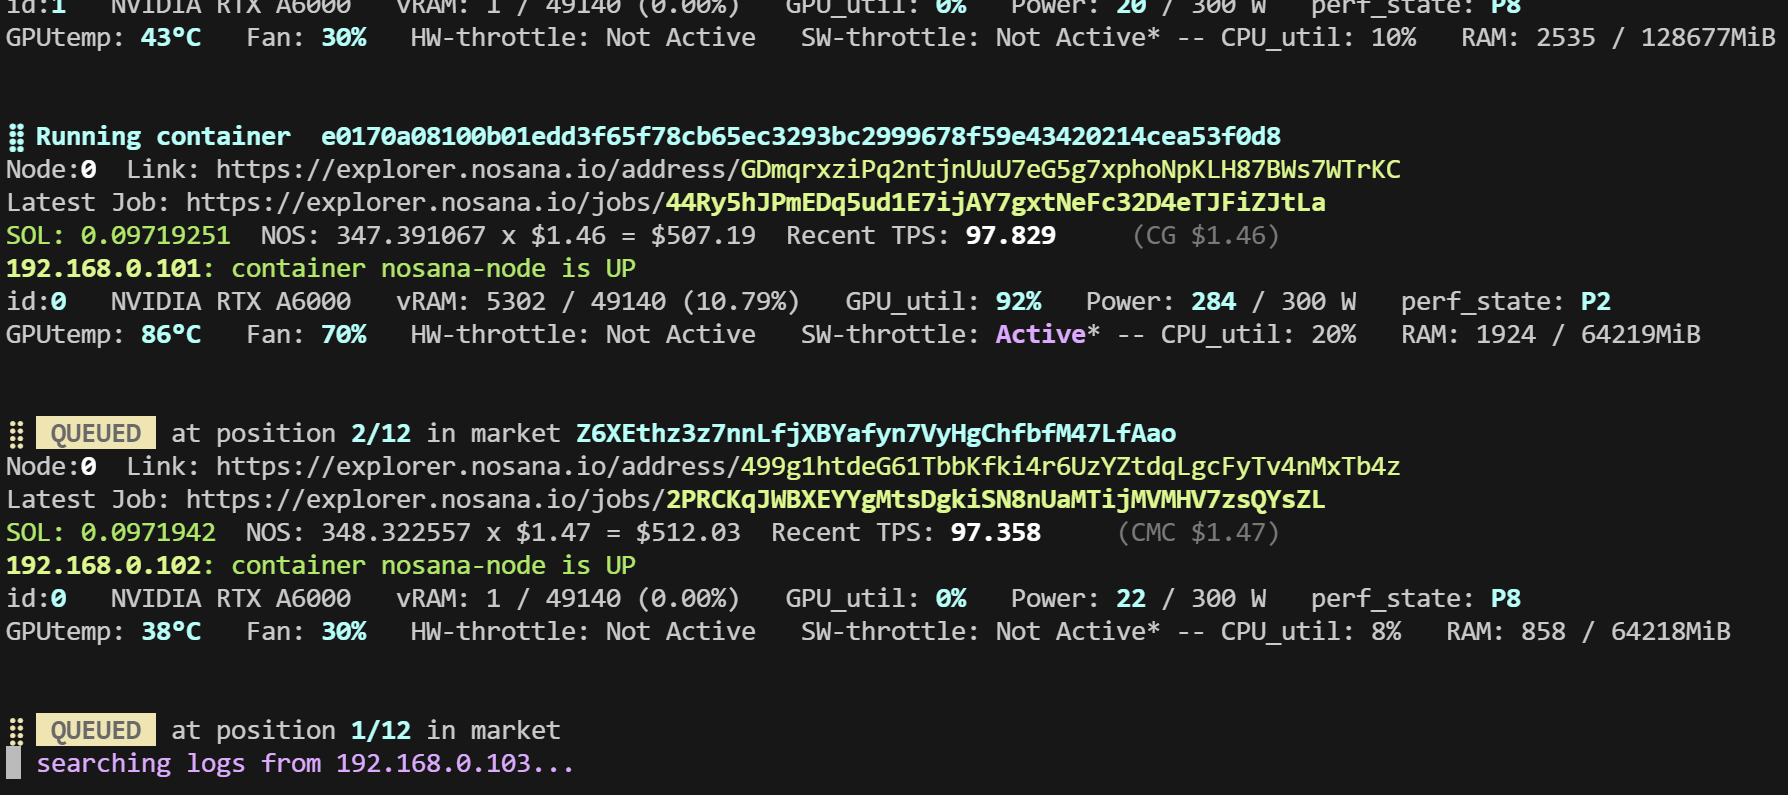 id:1   NVIDIA RTX A6000   vRAM: 1 / 49140 (0.00%)   GPU_util: 0%   Power: 20 / 300 W   perf_state: P8
GPUtemp: 43°C   Fan: 30%   HW-throttle: Not Active   SW-throttle: Not Active* -- CPU_util: 10%   RAM: 2535 / 128677MiB
⣿ Running container  e0170a08100b01edd3f65f78cb65ec3293bc2999678f59e43420214cea53f0d8
Node:0  Link: https://explorer.nosana.io/address/GDmqrxziPq2ntjnUuU7eG5g7xphoNpKLH87BWs7WTrKC
Latest Job: https://explorer.nosana.io/jobs/44Ry5hJPmEDq5ud1E7ijAY7gxtNeFc32D4eTJFiZJtLa
SOL: 0.09719251  NOS: 347.391067 x $1.46 = $507.19  Recent TPS: 97.829     (CG $1.46)
192.168.0.101: container nosana-node is UP
id:0   NVIDIA RTX A6000   vRAM: 5302 / 49140 (10.79%)   GPU_util: 92%   Power: 284 / 300 W   perf_state: P2
GPUtemp: 86°C   Fan: 70%   HW-throttle: Not Active   SW-throttle: Active* -- CPU_util: 20%   RAM: 1924 / 64219MiB
⣿ QUEUED  at position 2/12 in market Z6XEthz3z7nnLfjXBYafyn7VyHgChfbfM47LfAao
Node:0  Link: https://explorer.nosana.io/address/499g1htdeG61TbbKfki4r6UzYZtdqLgcFyTv4nMxTb4z
Latest Job: https://explorer.nosana.io/jobs/2PRCKqJWBXEYYgMtsDgkiSN8nUaMTijMVMHV7zsQYsZL
SOL: 0.0971942  NOS: 348.322557 x $1.47 = $512.03  Recent TPS: 97.358     (CMC $1.47)
192.168.0.102: container nosana-node is UP
id:0   NVIDIA RTX A6000   vRAM: 1 / 49140 (0.00%)   GPU_util: 0%   Power: 22 / 300 W   perf_state: P8
GPUtemp: 38°C   Fan: 30%   HW-throttle: Not Active   SW-throttle: Not Active* -- CPU_util: 8%   RAM: 858 / 64218MiB
⣿ QUEUED  at position 1/12 in market
searching logs from 192.168.0.103...